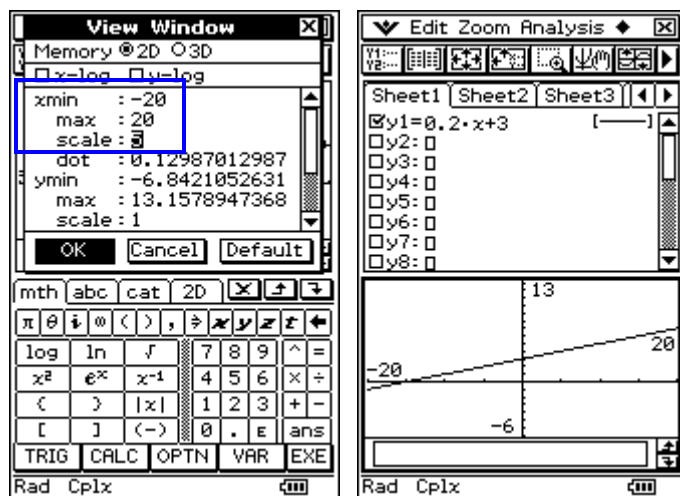 View Window
Memory 2D 3D
x-log y-log
xmin :-20
max :20
scale:
dot :0.12987012987
ymin :-6.8421052631
max :13.1578947368
scale:1
OK Cancel Default
mth abc cat 2D
π θ i ∞ ( ) , ⇒ x y z t
log ln √ 7 8 9 ^ =
x² eˣ x⁻¹ 4 5 6 × ÷
( ) |x| 1 2 3 + −
[ ] (−) 0 . E ans
TRIG CALC OPTN VAR EXE
Rad Cplx
Edit Zoom Analysis
Sheet1 Sheet2 Sheet3
y1=0.2·x+3
y2:
y3:
y4:
y5:
y6:
y7:
y8:
13
20
-20
-6
Rad Cplx